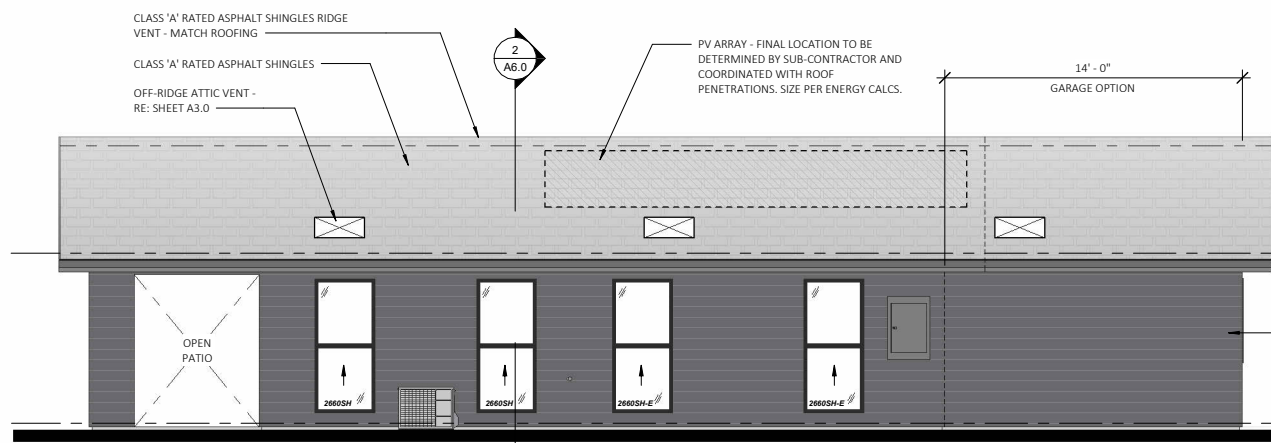 CLASS 'A' RATED ASPHALT SHINGLES RIDGE
VENT - MATCH ROOFING
CLASS 'A' RATED ASPHALT SHINGLES
OFF-RIDGE ATTIC VENT -
RE: SHEET A3.0
2
A6.0
PV ARRAY - FINAL LOCATION TO BE
DETERMINED BY SUB-CONTRACTOR AND
COORDINATED WITH ROOF
PENETRATIONS. SIZE PER ENERGY CALCS.
14' - 0"
GARAGE OPTION
OPEN
PATIO
2660SH
2660SH
2660SH-E
2660SH-E